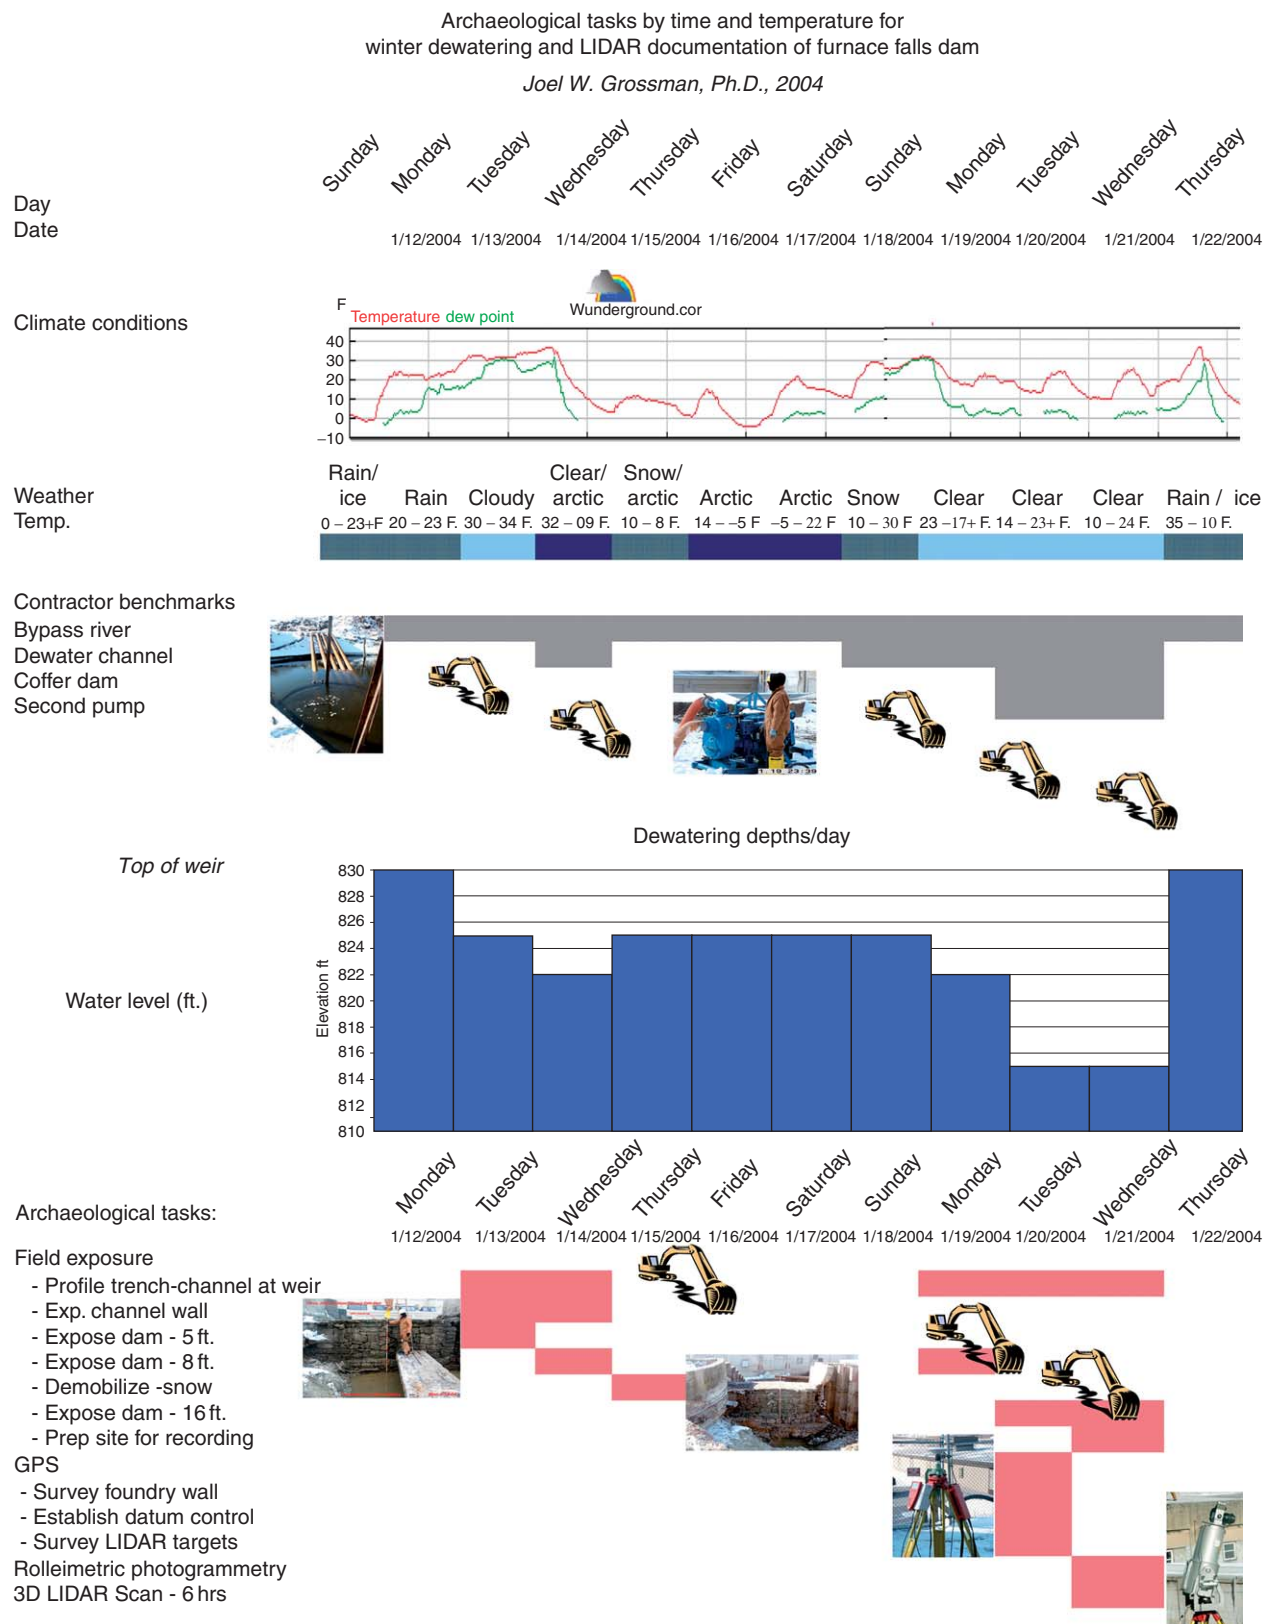 Archaeological tasks by time and temperature for
winter dewatering and LIDAR documentation of furnace falls dam
Joel W. Grossman, Ph.D., 2004
Sunday Monday Tuesday Wednesday Thursday Friday Saturday Sunday Monday Tuesday Wednesday Thursday
Day
Date
1/12/2004 1/13/2004 1/14/2004 1/15/2004 1/16/2004 1/17/2004 1/18/2004 1/19/2004 1/20/2004 1/21/2004 1/22/2004
Climate conditions
F
Temperature dew point
Wunderground.cor
40
30
20
10
0
−10
Weather
Temp.
Rain/ ice
Rain
Cloudy
Clear/ arctic
Snow/ arctic
Arctic
Arctic
Snow
Clear
Clear
Clear
Rain / ice
0 – 23+F 20 – 23 F. 30 – 34 F. 32 – 09 F. 10 – 8 F. 14 – –5 F –5 – 22 F 10 – 30 F 23 –17+ F. 14 – 23+ F. 10 – 24 F. 35 – 10 F.
Contractor benchmarks
Bypass river
Dewater channel
Coffer dam
Second pump
Dewatering depths/day
Top of weir
Water level (ft.)
Elevation ft
830
828
826
824
822
820
818
816
814
812
810
Monday Tuesday Wednesday Thursday Friday Saturday Sunday Monday Tuesday Wednesday Thursday
Archaeological tasks:
1/12/2004 1/13/2004 1/14/2004 1/15/2004 1/16/2004 1/17/2004 1/18/2004 1/19/2004 1/20/2004 1/21/2004 1/22/2004
Field exposure
- Profile trench-channel at weir
- Exp. channel wall
- Expose dam - 5 ft.
- Expose dam - 8 ft.
- Demobilize -snow
- Expose dam - 16 ft.
- Prep site for recording
GPS
- Survey foundry wall
- Establish datum control
- Survey LIDAR targets
Rolleimetric photogrammetry
3D LIDAR Scan - 6 hrs